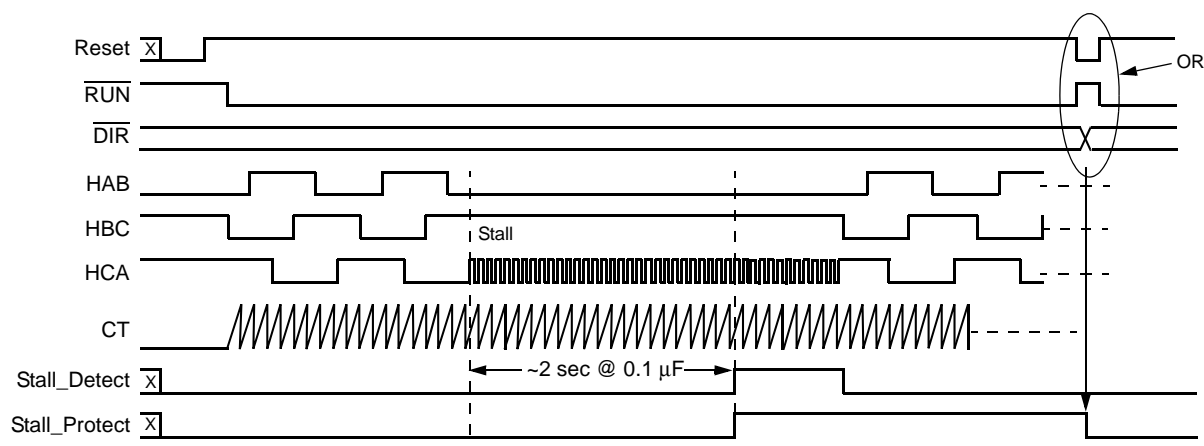 Reset X
OR
RUN
DIR
HAB
HBC
Stall
HCA
CT
~2 sec @ 0.1 μF
Stall_Detect X
Stall_Protect X